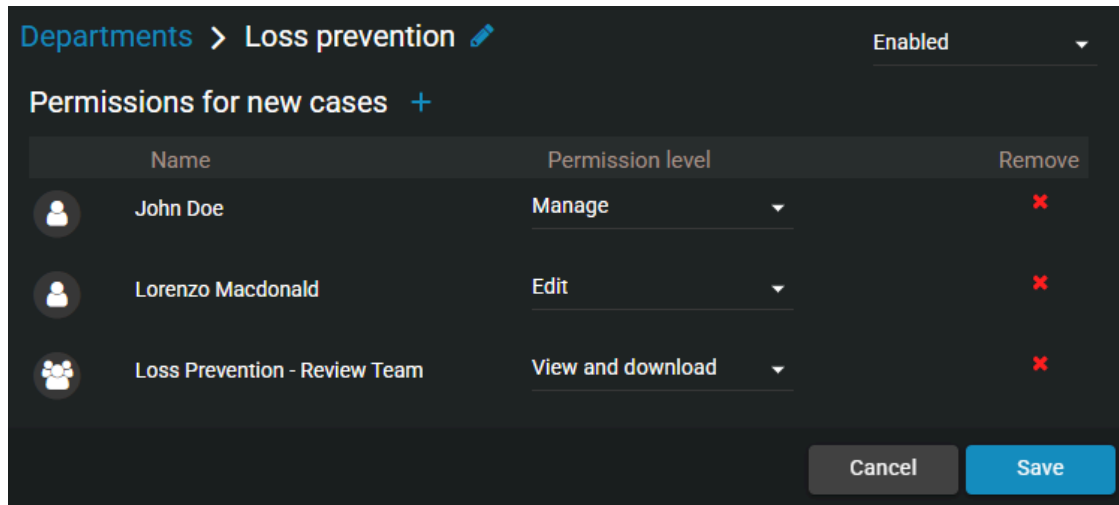 Departments > Loss prevention
Enabled
Permissions for new cases +
Name Permission level Remove
John Doe Manage
Lorenzo Macdonald Edit
Loss Prevention - Review Team View and download
Cancel Save